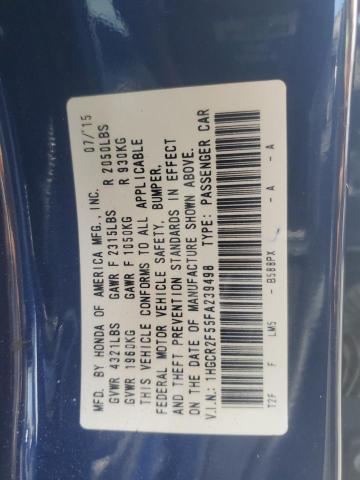 MFD. BY HONDA OF AMERICA MFG., INC. 07/15
GVWR 4321LBS GAWR F 2315LBS R 2050LBS
GVWR 1960KG GAWR F 1050KG R 930KG
THIS VEHICLE CONFORMS TO ALL APPLICABLE
FEDERAL MOTOR VEHICLE SAFETY, BUMPER,
AND THEFT PREVENTION STANDARDS IN EFFECT
ON THE DATE OF MANUFACTURE SHOWN ABOVE.
V.I.N.: 1HGCR2F55FA239498 TYPE: PASSENGER CAR
T2F F LM5 - B588PX - A - A